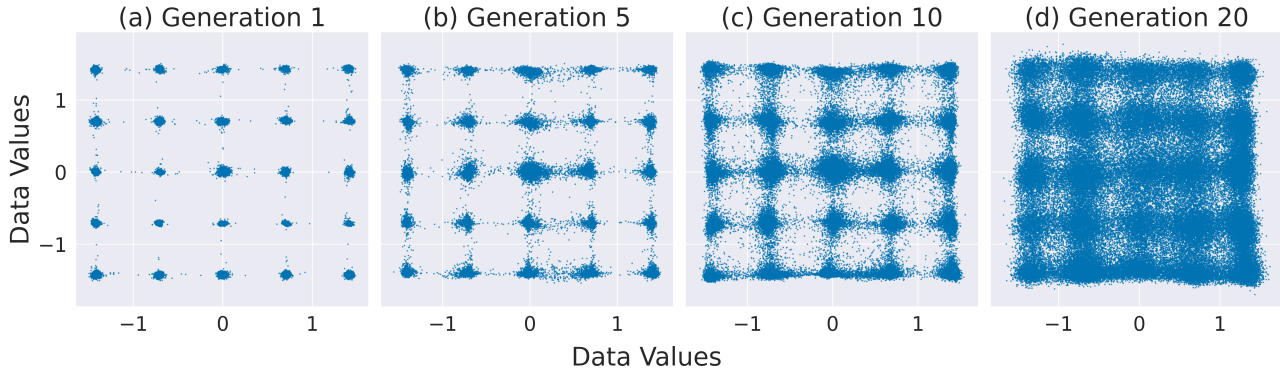 (a) Generation 1
(b) Generation 5
(c) Generation 10
(d) Generation 20
Data Values
1
0
−1
−1 0 1
−1 0 1
−1 0 1
−1 0 1
Data Values